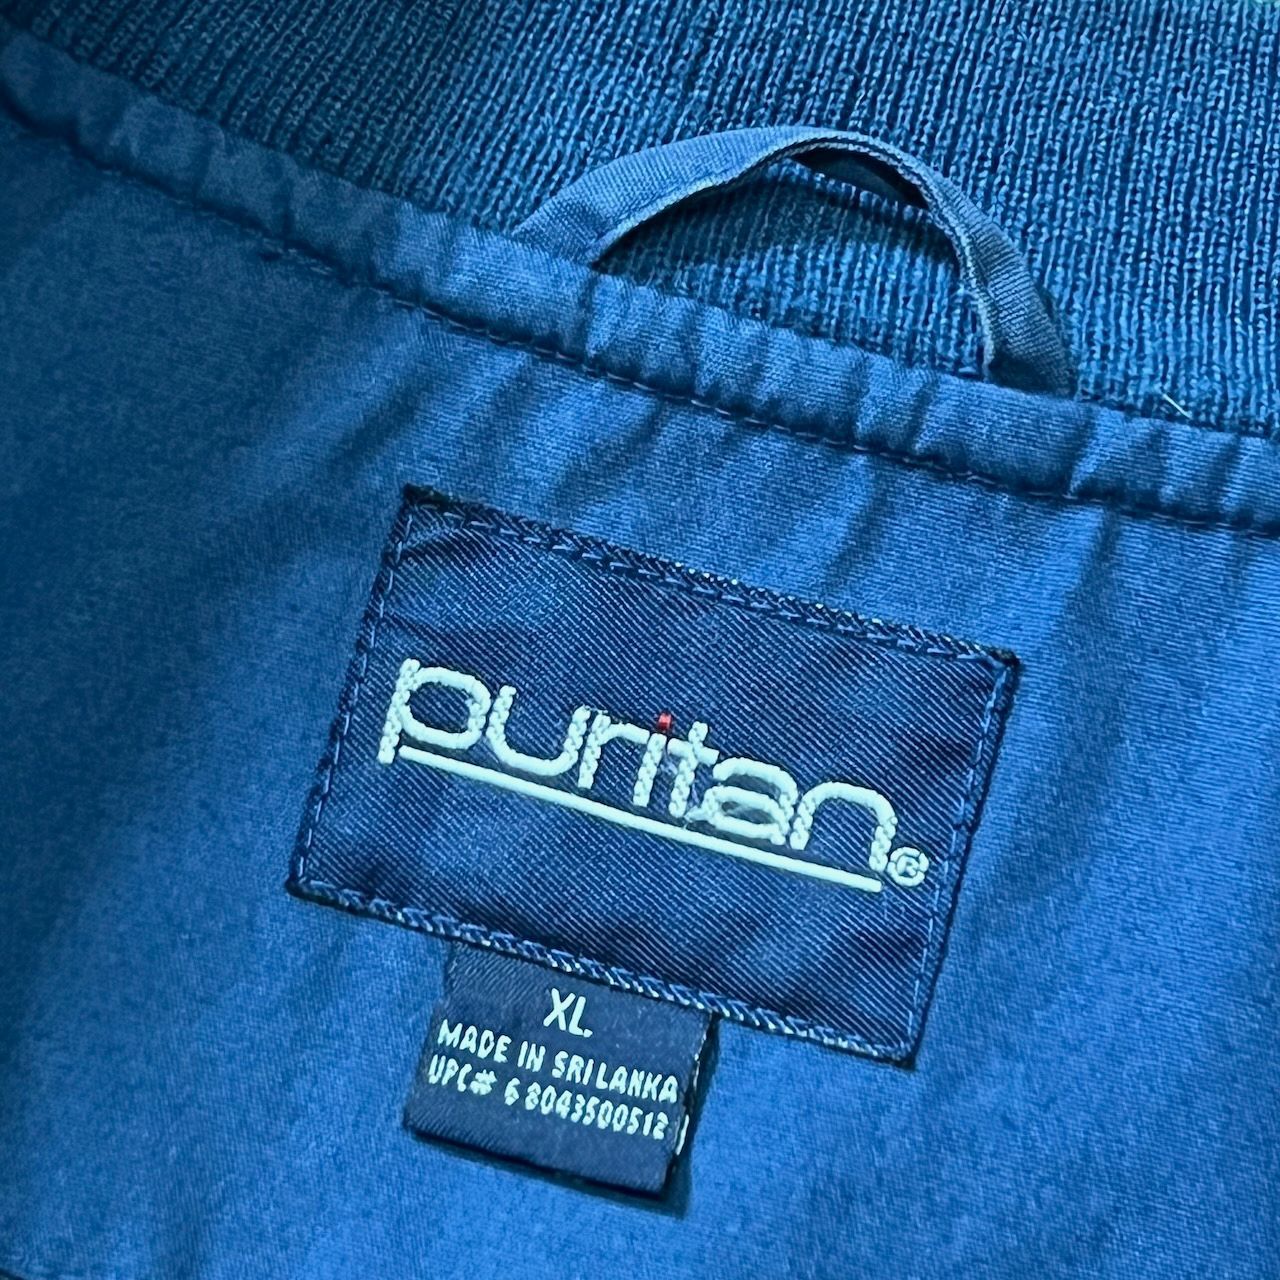 puritan®
XL
MADE IN SRI LANKA
UPC# 6 8043500512